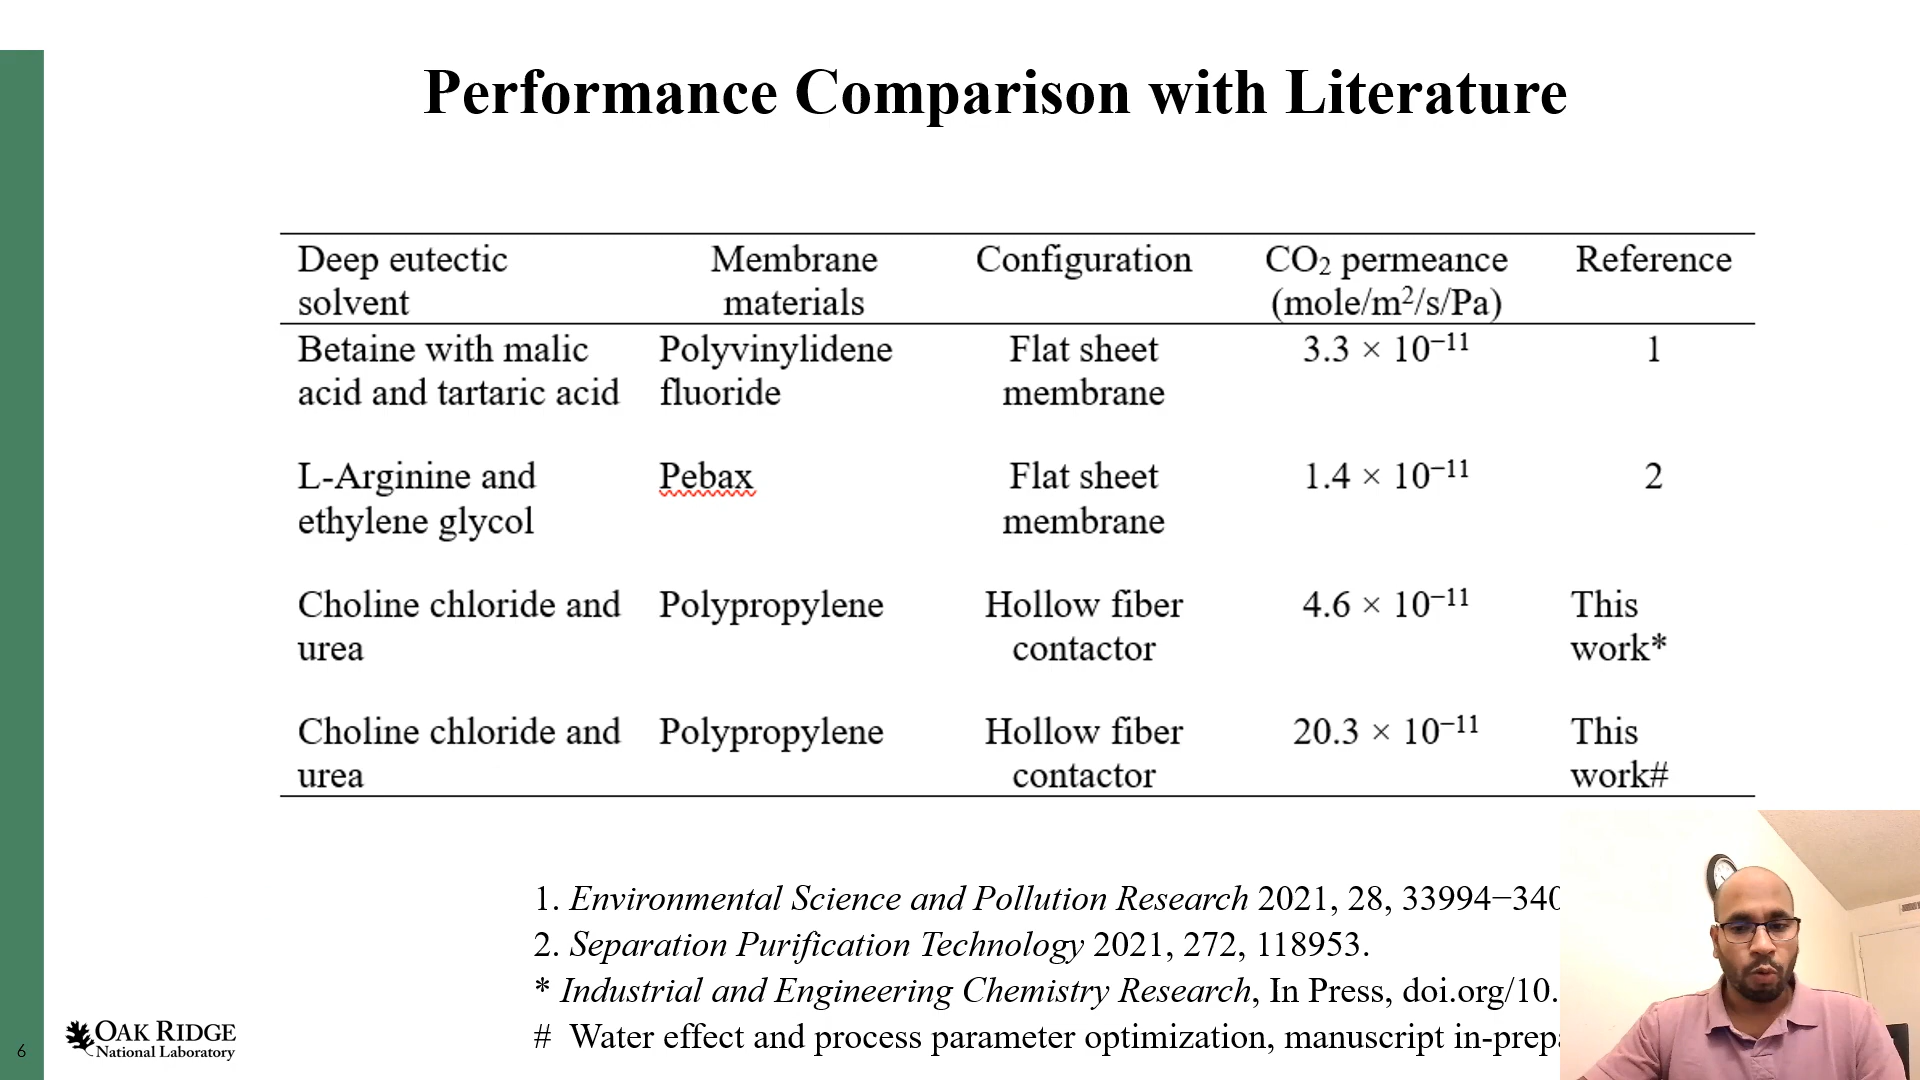 Performance Comparison with Literature
Deep eutectic solvent Membrane materials Configuration CO₂ permeance (mole/m²/s/Pa) Reference
Betaine with malic acid and tartaric acid Polyvinylidene fluoride Flat sheet membrane 3.3 × 10⁻¹¹ 1
L-Arginine and ethylene glycol Pebax Flat sheet membrane 1.4 × 10⁻¹¹ 2
Choline chloride and urea Polypropylene Hollow fiber contactor 4.6 × 10⁻¹¹ This work*
Choline chloride and urea Polypropylene Hollow fiber contactor 20.3 × 10⁻¹¹ This work#
1. Environmental Science and Pollution Research 2021, 28, 33994−340
2. Separation Purification Technology 2021, 272, 118953.
* Industrial and Engineering Chemistry Research, In Press, doi.org/10.
# Water effect and process parameter optimization, manuscript in-prep
6
OAK RIDGE
National Laboratory